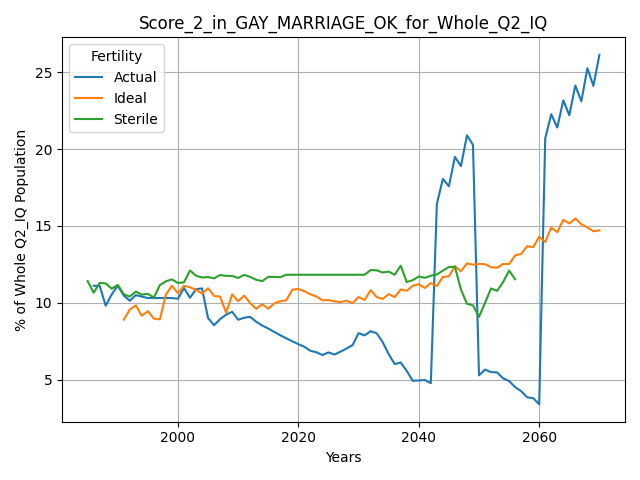 Score_2_in_GAY_MARRIAGE_OK_for_Whole_Q2_IQ
Fertility
Actual
Ideal
Sterile
% of Whole Q2_IQ Population
25
20
15
10
5
2000
2020
2040
2060
Years